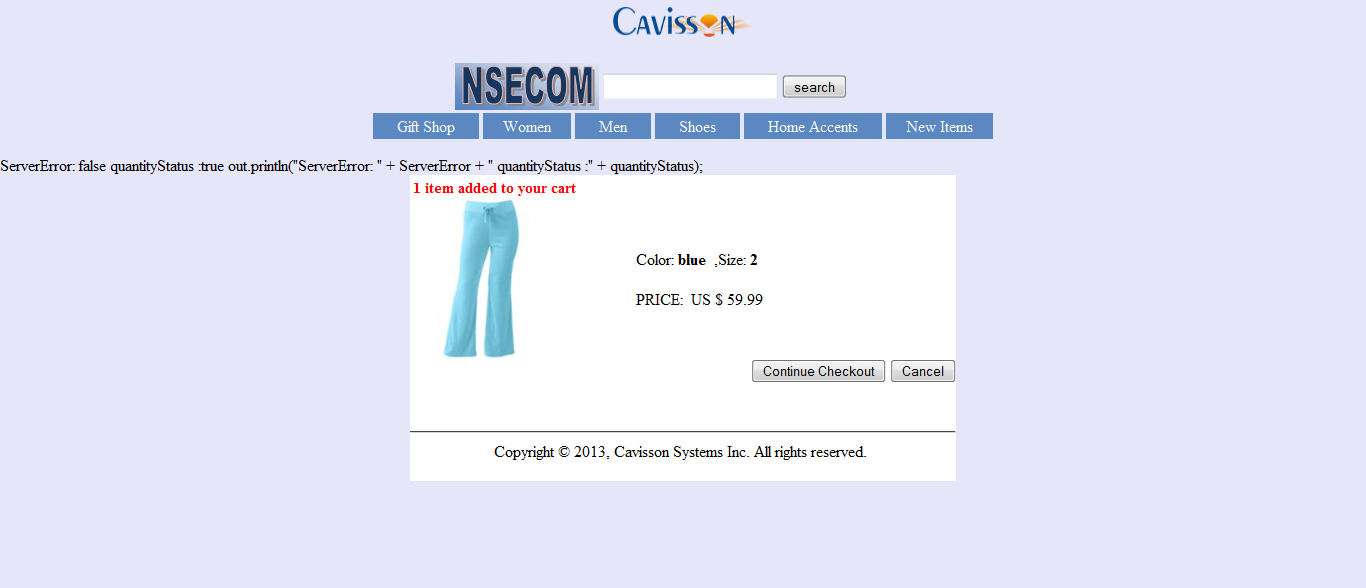 CAVISSON
NSECOM
search
Gift Shop Women Men Shoes Home Accents New Items
ServerError: false quantityStatus :true out.println("ServerError: " + ServerError + " quantityStatus :" + quantityStatus);
1 item added to your cart
Color: blue ,Size: 2
PRICE: US $ 59.99
Continue Checkout Cancel
Copyright © 2013, Cavisson Systems Inc. All rights reserved.